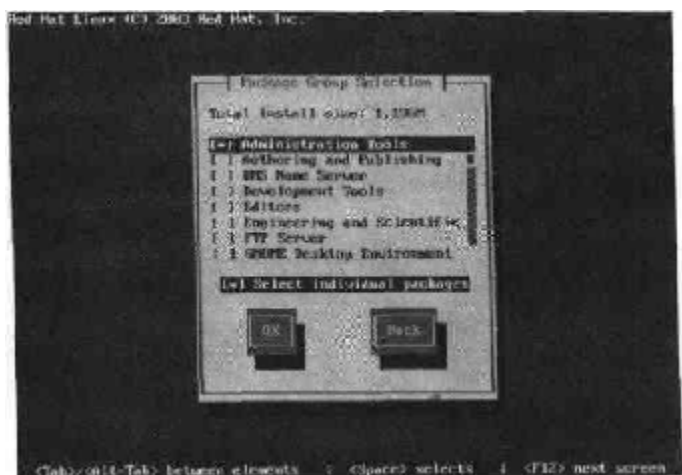 Red Hat Linux (C) 2003 Red Hat, Inc.
Package Group Selection
Total install size:
[*] Administration Tools
[ ] Authoring and Publishing
[ ] DNS Name Server
[ ] Development Tools
[ ] Editors
[ ] Engineering and Scientific
[ ] FTP Server
[ ] GNOME Desktop Environment
[*] Select individual packages
OK Back
<Tab>/<Alt-Tab> between elements | <Space> selects | <F12> next screen